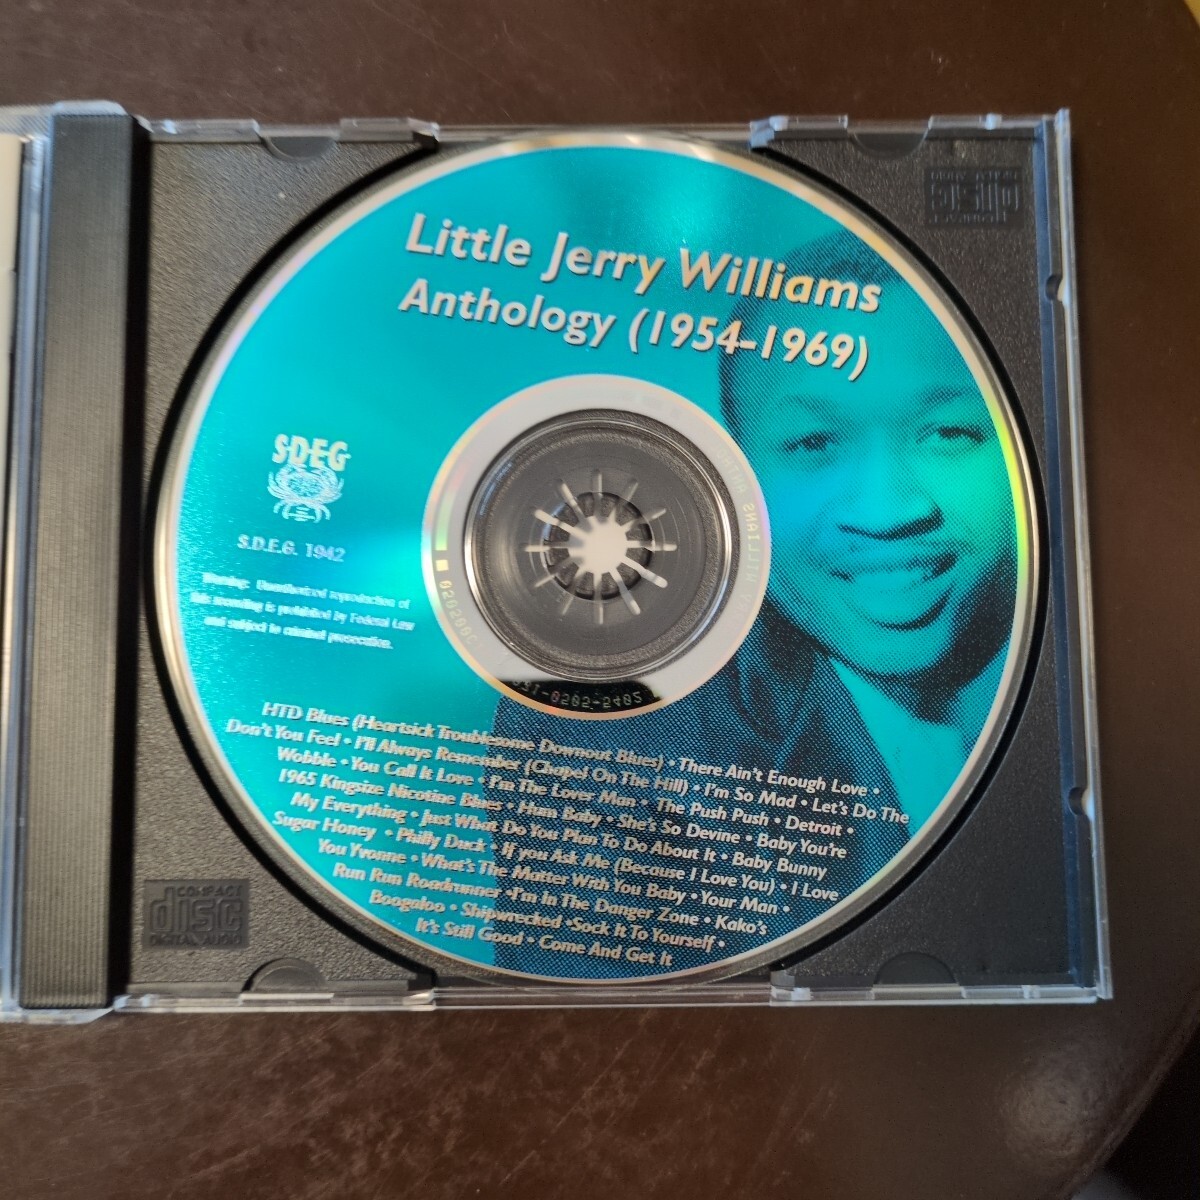 Little Jerry Williams
Anthology (1954-1969)
SDEG
S.D.E.G. 1942
Warning: Unauthorized reproduction of
this recording is prohibited by Federal Law
and subject to criminal prosecution.
HTD Blues (Heartsick Troublesome Downout Blues) • There Ain't Enough Love •
Don't You Feel • I'll Always Remember (Chapel On The Hill) • I'm So Mad • Let's Do The
Wobble • You Call It Love • I'm The Lover Man • The Push Push • Detroit •
1965 Kingsize Nicotine Blues • Hum Baby • She's So Devine • Baby You're
My Everything • Just What Do You Plan To Do About It • Baby Bunny
Sugar Honey • Philly Duck • If you Ask Me (Because I Love You) • I Love
You Yvonne • What's The Matter With You Baby • Your Man •
Run Run Roadrunner •I'm In The Danger Zone • Kako's
Boogaloo • Shipwrecked •Sock It To Yourself •
It's Still Good • Come And Get It
COMPACT
disc
DIGITAL AUDIO